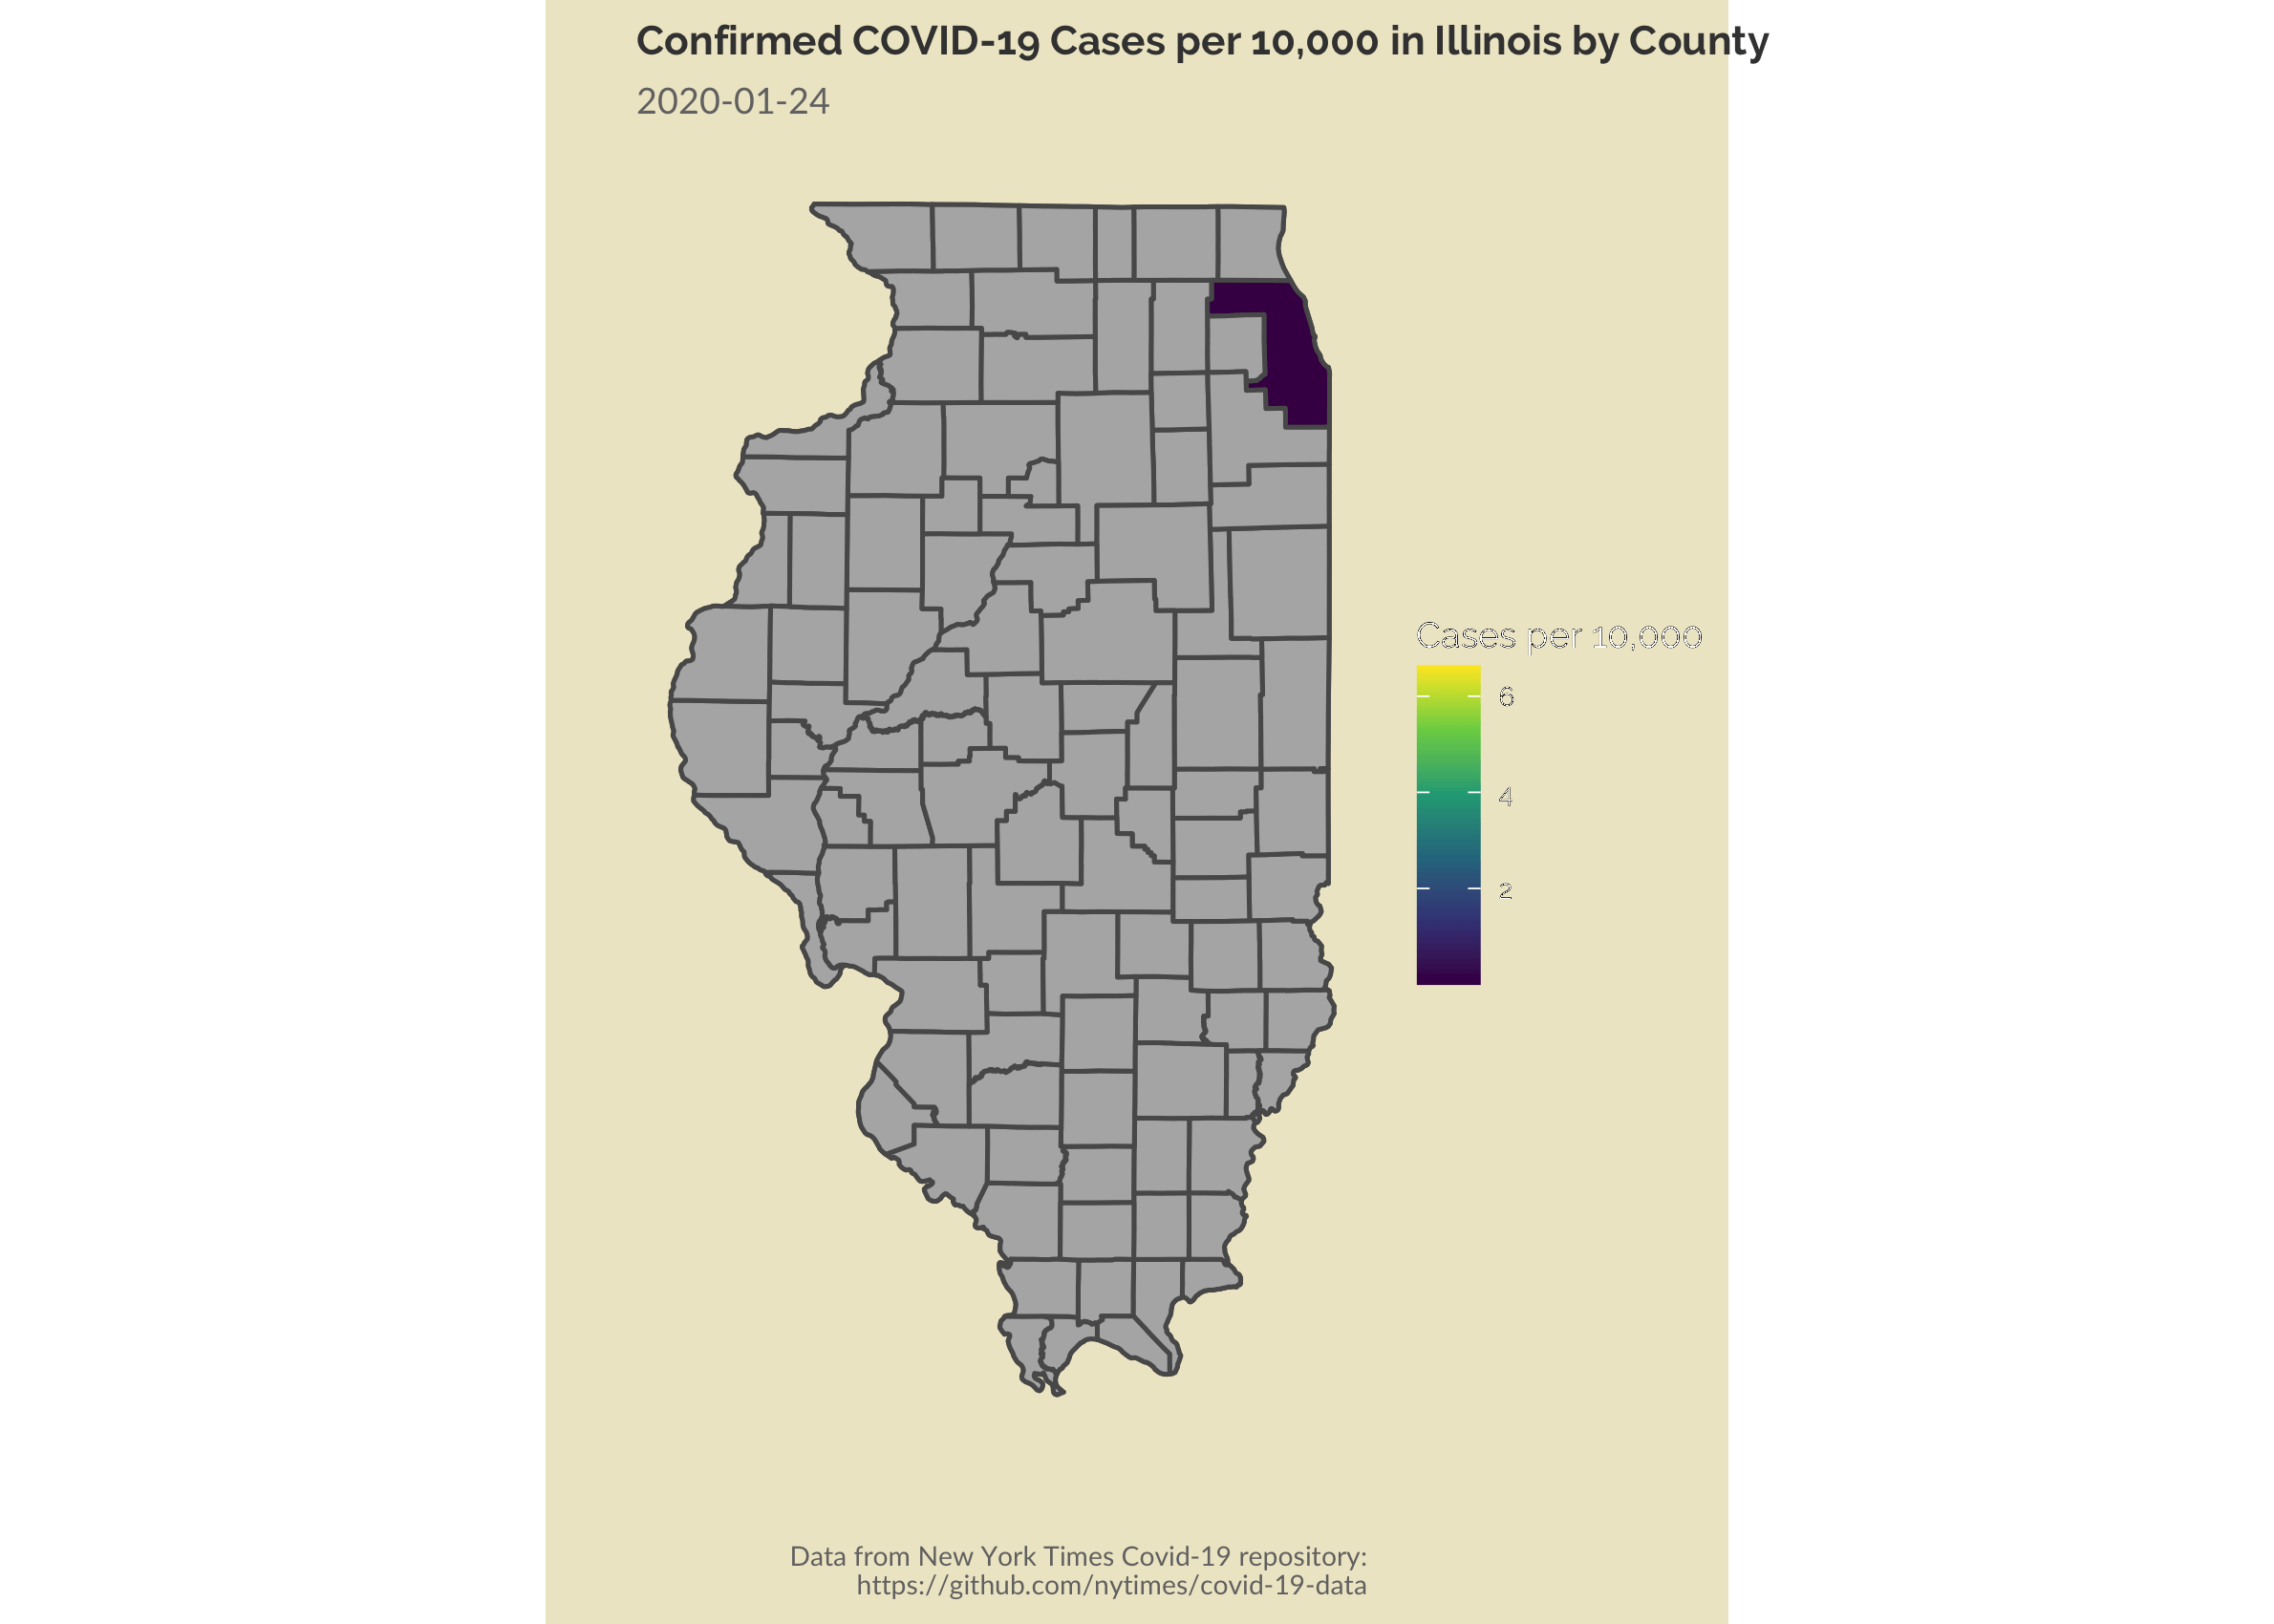 Confirmed COVID-19 Cases per 10,000 in Illinois by County
2020-01-24
Cases per 10,000
6
4
2
Data from New York Times Covid-19 repository:
https://github.com/nytimes/covid-19-data